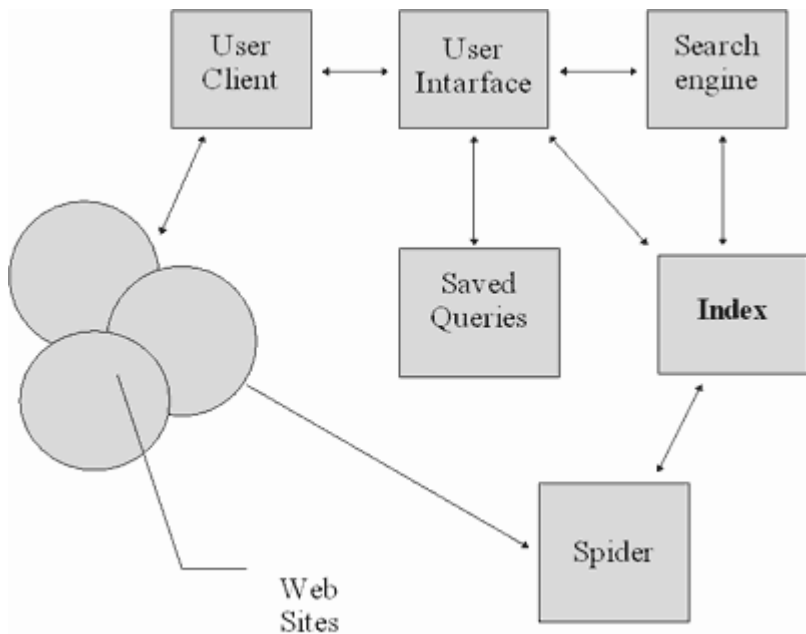 User
Client
User
Intarface
Search
engine
Saved
Queries
Index
Spider
Web
Sites